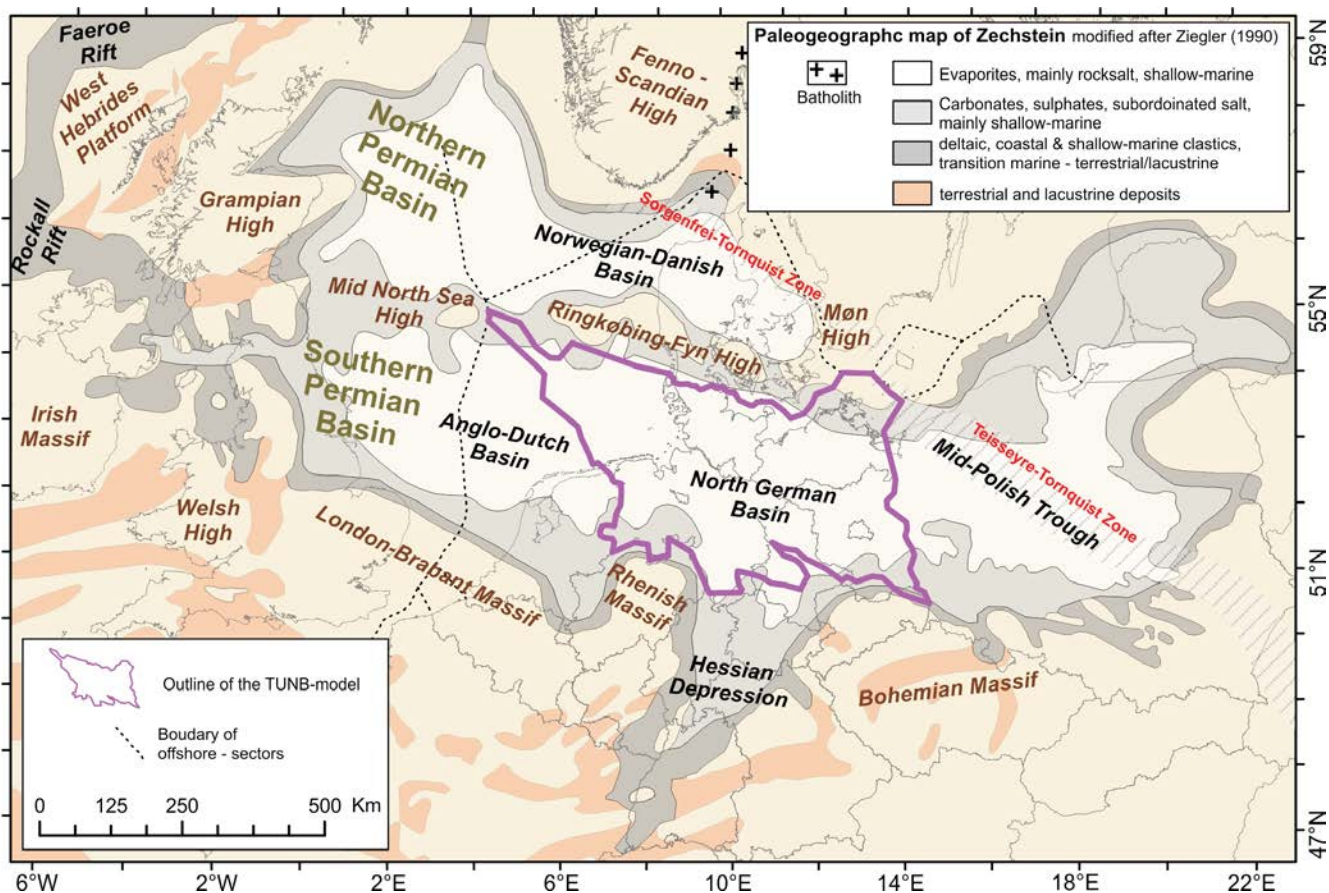 Paleogeographc map of Zechstein modified after Ziegler (1990)
Batholith
Evaporites, mainly rocksalt, shallow-marine
Carbonates, sulphates, subordoinated salt,
mainly shallow-marine
deltaic, coastal & shallow-marine clastics,
transition marine - terrestrial/lacustrine
terrestrial and lacustrine deposits
Faeroe
Rift
West
Hebrides
Platform
Rockall
Rift
Grampian
High
Northern
Permian
Basin
Fenno -
Scandian
High
Sorgenfrei-Tornquist Zone
Norwegian-Danish
Basin
Mid North Sea
High
Ringkøbing-Fyn High
Møn
High
Southern
Permian
Basin
Irish
Massif
Anglo-Dutch
Basin
North German
Basin
Teisseyre-Tornquist Zone
Mid-Polish Trough
Welsh
High
London-Brabant Massif
Rhenish
Massif
Hessian
Depression
Bohemian Massif
Outline of the TUNB-model
Boudary of
offshore - sectors
0 125 250 500 Km
59°N
55°N
51°N
47°N
6°W 2°W 2°E 6°E 10°E 14°E 18°E 22°E